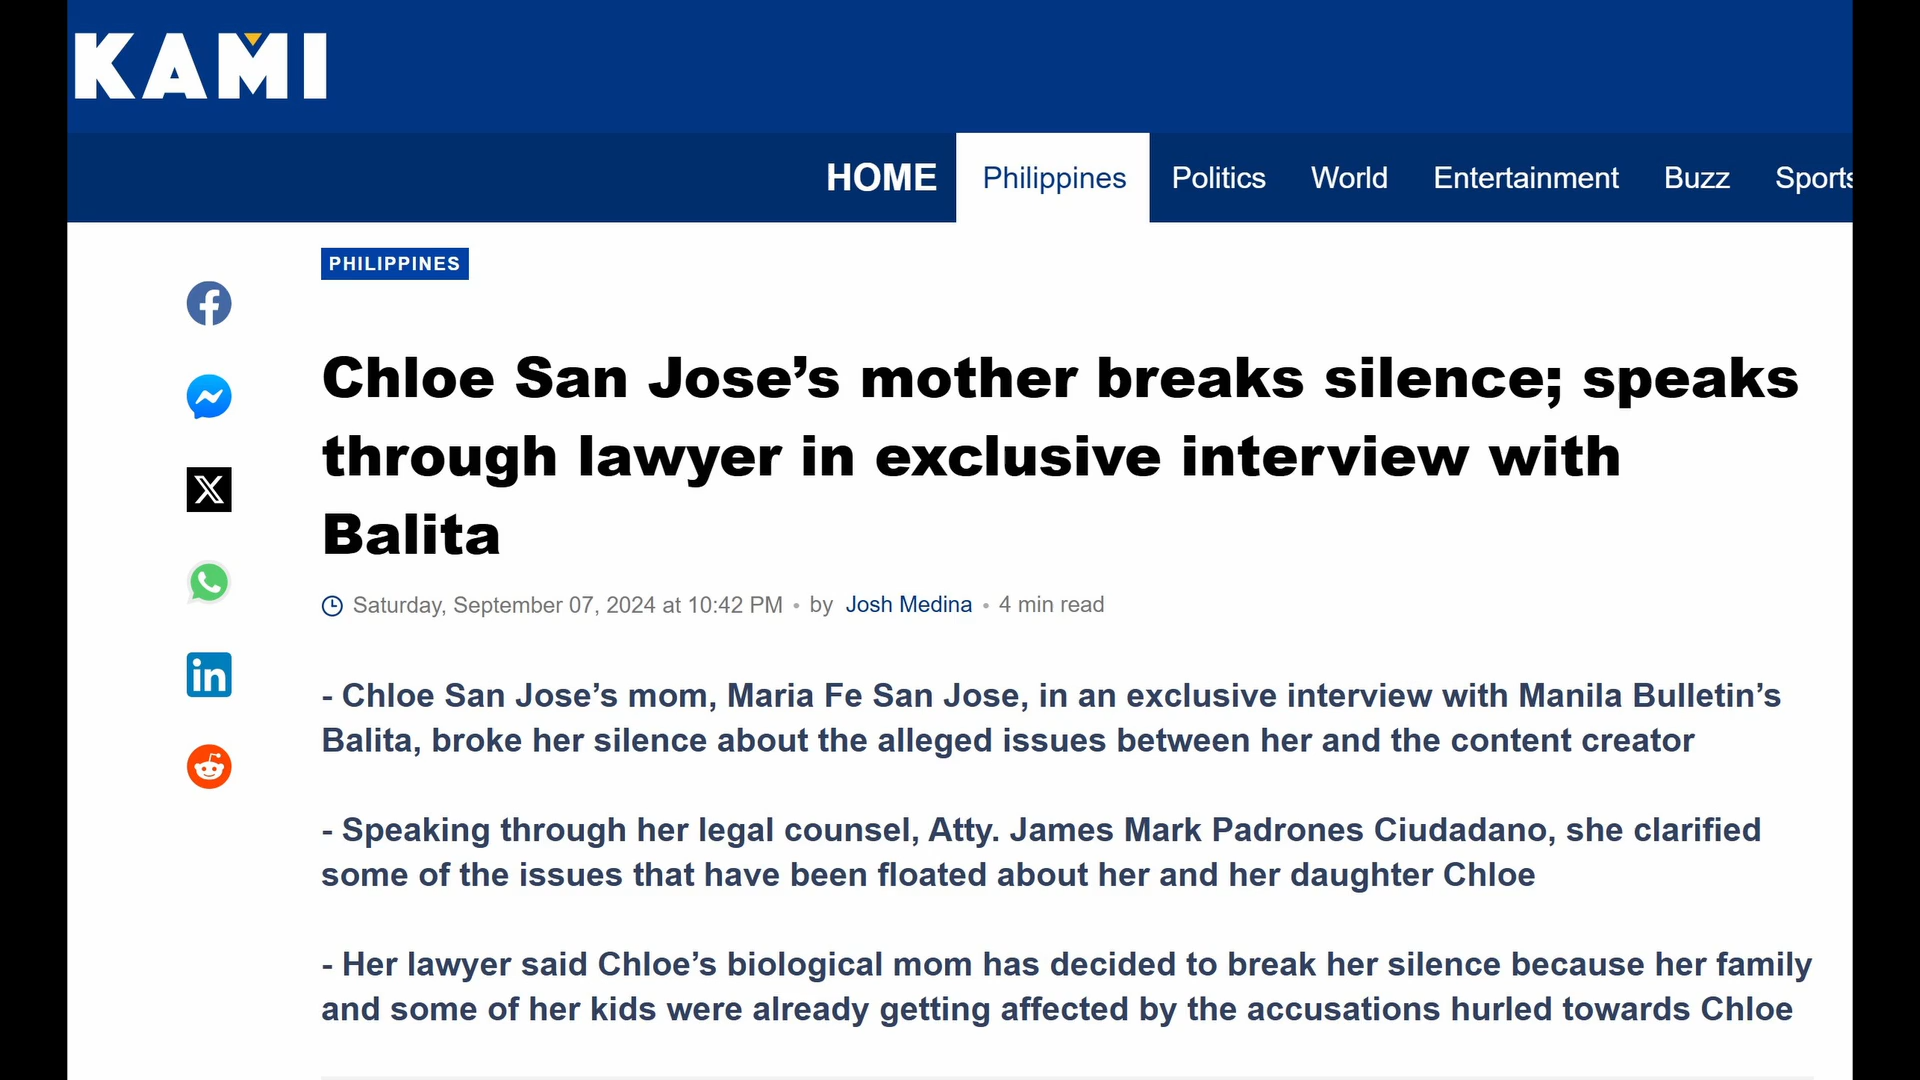 KAMI
HOME Philippines Politics World Entertainment Buzz Sports
PHILIPPINES
Chloe San Jose’s mother breaks silence; speaks
through lawyer in exclusive interview with
Balita
Saturday, September 07, 2024 at 10:42 PM • by Josh Medina • 4 min read
- Chloe San Jose’s mom, Maria Fe San Jose, in an exclusive interview with Manila Bulletin’s
Balita, broke her silence about the alleged issues between her and the content creator
- Speaking through her legal counsel, Atty. James Mark Padrones Ciudadano, she clarified
some of the issues that have been floated about her and her daughter Chloe
- Her lawyer said Chloe’s biological mom has decided to break her silence because her family
and some of her kids were already getting affected by the accusations hurled towards Chloe
in